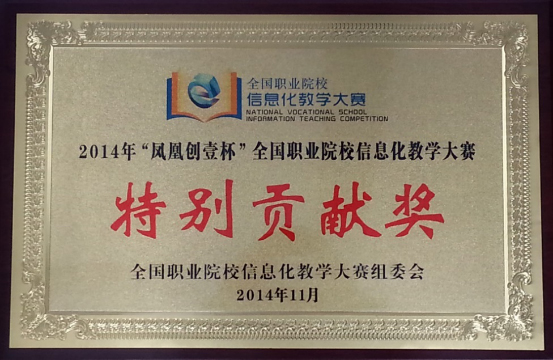 全国职业院校
信息化教学大赛
NATIONAL VOCATIONAL SCHOOL
INFORMATION TEACHING COMPETITION
2014年“凤凰创壹杯”全国职业院校信息化教学大赛
特别贡献奖
全国职业院校信息化教学大赛组委会
2014年11月